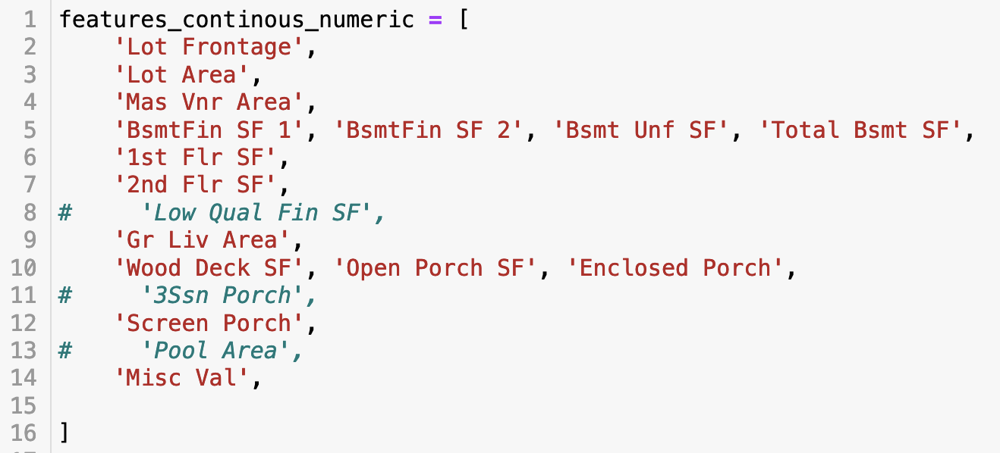 1 features_continous_numeric = [
2     'Lot Frontage',
3     'Lot Area',
4     'Mas Vnr Area',
5     'BsmtFin SF 1', 'BsmtFin SF 2', 'Bsmt Unf SF', 'Total Bsmt SF',
6     '1st Flr SF',
7     '2nd Flr SF',
8 #     'Low Qual Fin SF',
9     'Gr Liv Area',
10     'Wood Deck SF', 'Open Porch SF', 'Enclosed Porch',
11 #     '3Ssn Porch',
12     'Screen Porch',
13 #     'Pool Area',
14     'Misc Val',
15
16 ]